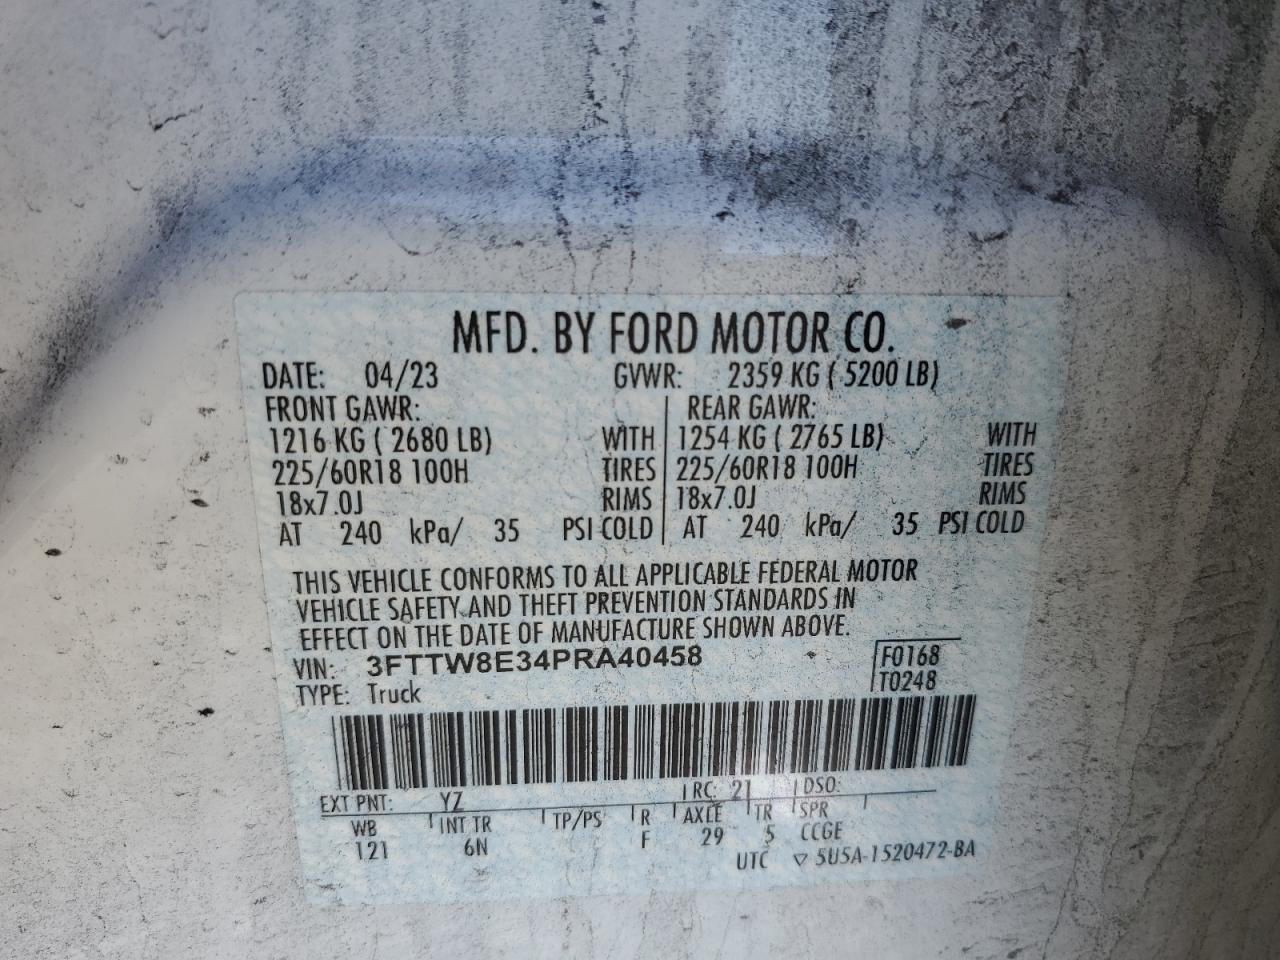 MFD. BY FORD MOTOR CO.
DATE: 04/23 GVWR: 2359 KG ( 5200 LB)
FRONT GAWR: REAR GAWR:
1216 KG ( 2680 LB) WITH 1254 KG ( 2765 LB) WITH
225/60R18 100H TIRES 225/60R18 100H TIRES
18x7.0J RIMS 18x7.0J RIMS
AT 240 kPa/ 35 PSI COLD AT 240 kPa/ 35 PSI COLD
THIS VEHICLE CONFORMS TO ALL APPLICABLE FEDERAL MOTOR
VEHICLE SAFETY AND THEFT PREVENTION STANDARDS IN
EFFECT ON THE DATE OF MANUFACTURE SHOWN ABOVE.
VIN: 3FTTW8E34PRA40458 F0168
TYPE: Truck T0248
EXT PNT: YZ RC: 21 DSO:
WB INT TR TP/PS R AXLE TR SPR
121 6N F 29 5 CCGE
UTC ▽ 5U5A-1520472-BA